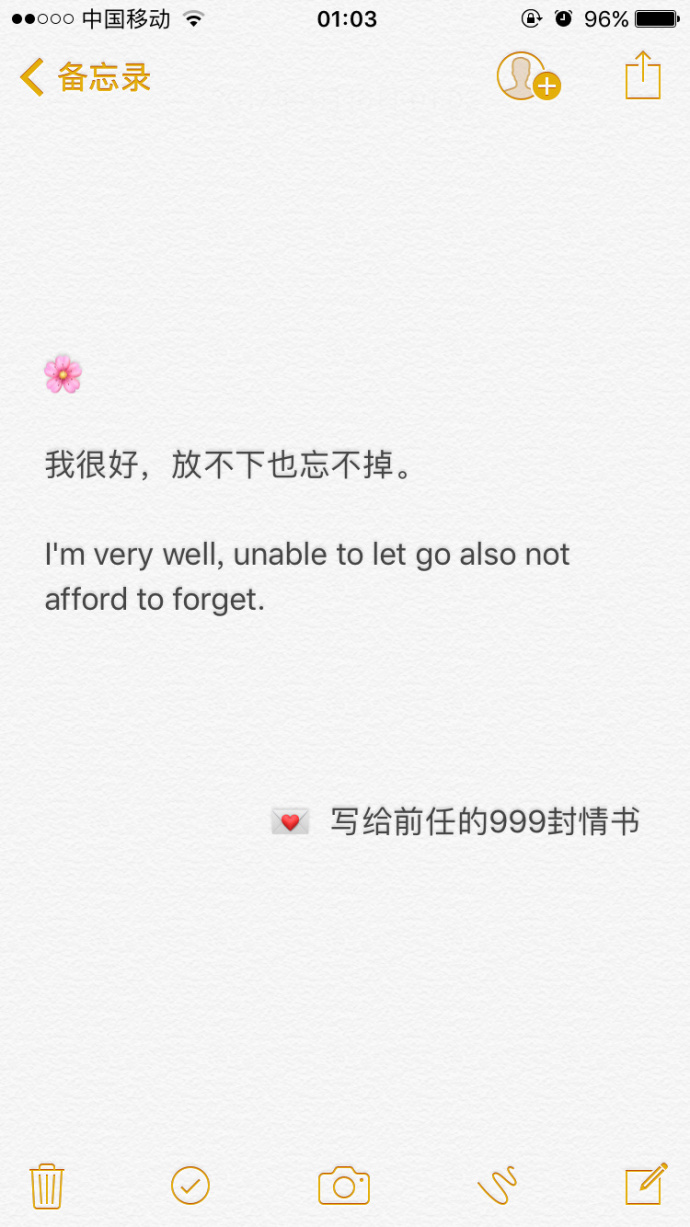 中国移动 01:03 96%
备忘录
🌸
我很好，放不下也忘不掉。
I'm very well, unable to let go also not
afford to forget.
💌 写给前任的999封情书